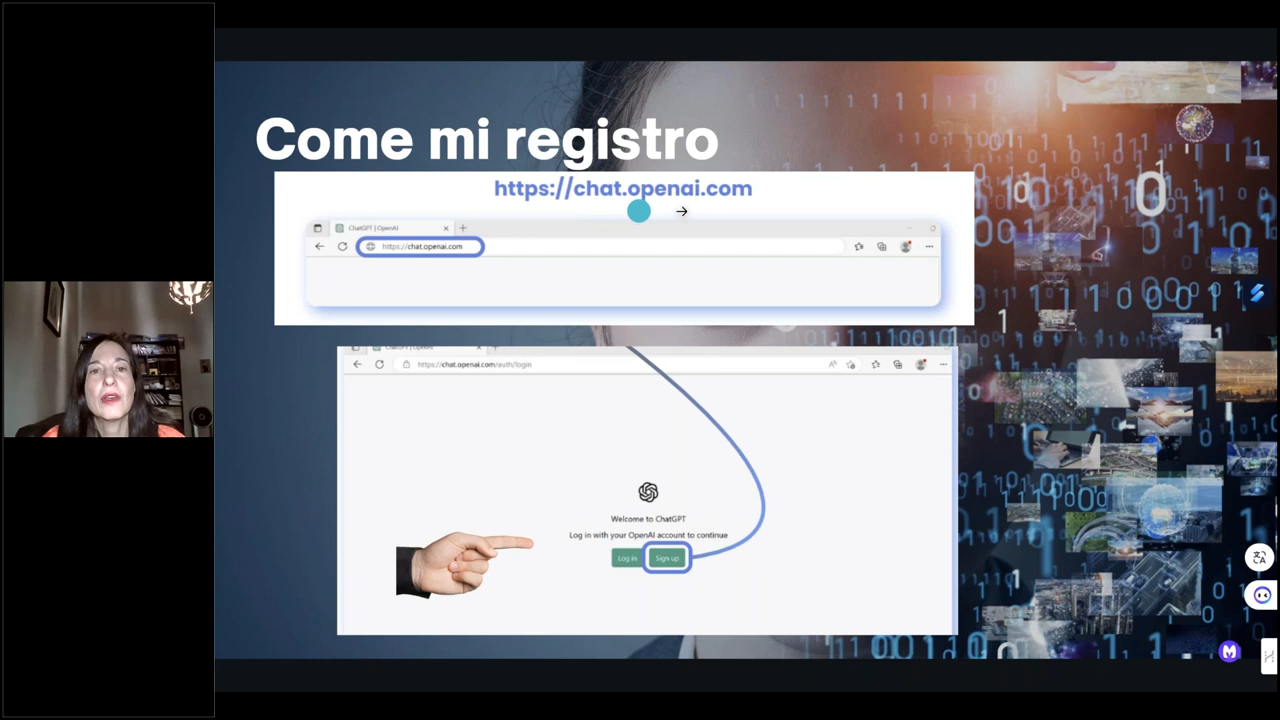 Come mi registro
https://chat.openai.com
ChatGPT | OpenAI
https://chat.openai.com
https://chat.openai.com/auth/login
Welcome to ChatGPT
Log in with your OpenAI account to continue
Log in
Sign up